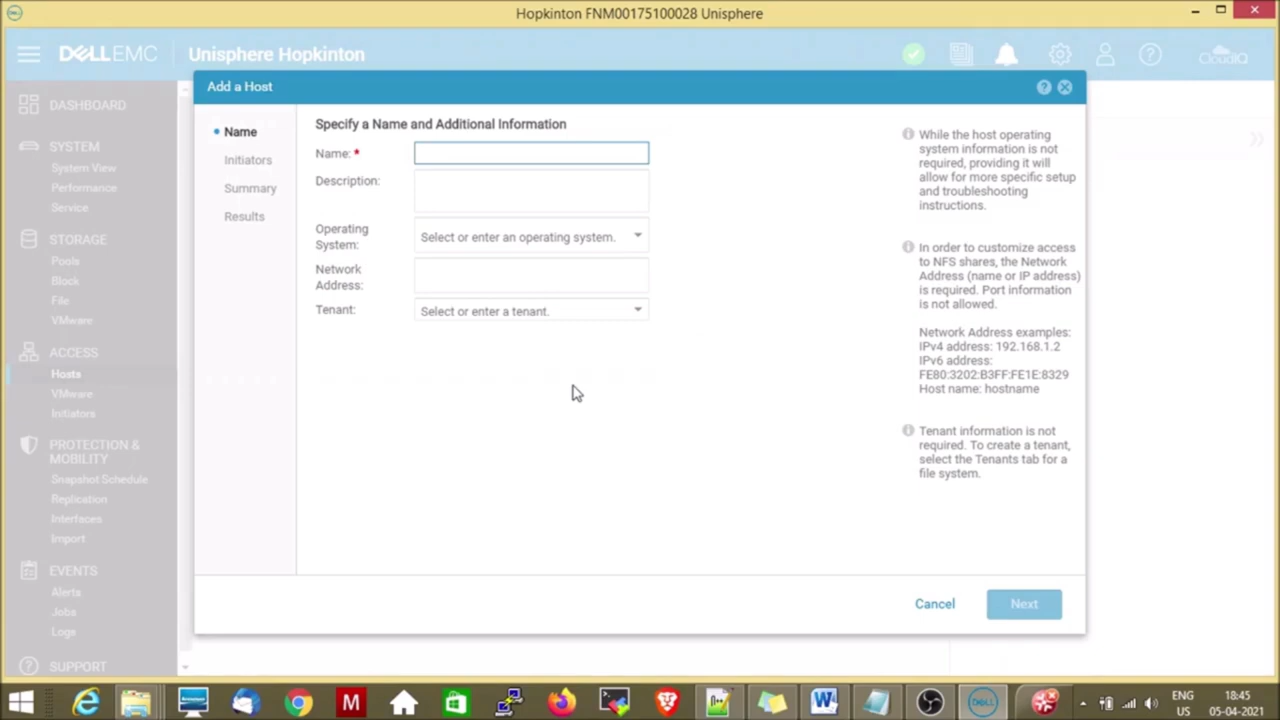 Hopkinton FNM00175100028 Unisphere
DELLEMC
Unisphere Hopkinton
CloudIQ
Add a Host
DASHBOARD
SYSTEM
System View
Performance
Service
STORAGE
Pools
Block
File
VMware
ACCESS
Hosts
VMware
Initiators
PROTECTION &
MOBILITY
Snapshot Schedule
Replication
Interfaces
Import
EVENTS
Alerts
Jobs
Logs
SUPPORT
Name
Initiators
Summary
Results
Specify a Name and Additional Information
Name: *
Description:
Operating
System:
Select or enter an operating system.
Network
Address:
Tenant:
Select or enter a tenant.
While the host operating
system information is not
required, providing it will
allow for more specific setup
and troubleshooting
instructions.
In order to customize access
to NFS shares, the Network
Address (name or IP address)
is required. Port information
is not allowed.
Network Address examples:
IPv4 address: 192.168.1.2
IPv6 address:
FE80:3202:B3FF:FE1E:8329
Host name: hostname
Tenant information is not
required. To create a tenant,
select the Tenants tab for a
file system.
Cancel
Next
ENG
US
18:45
05-04-2021